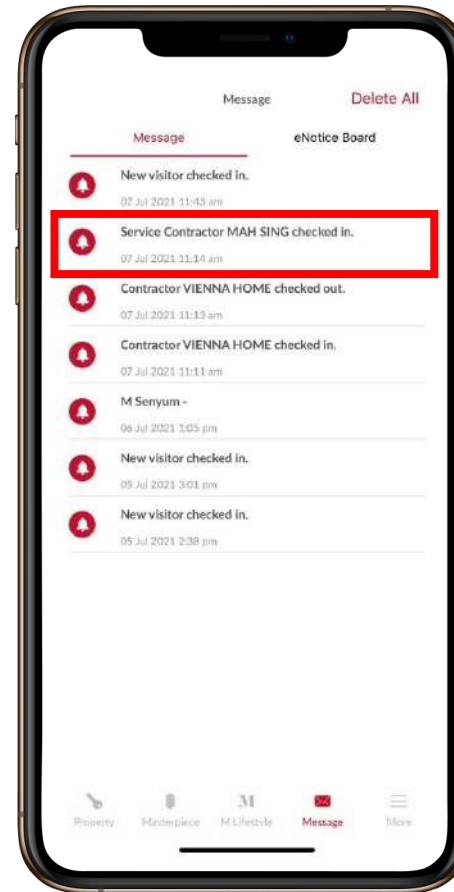 Message
Delete All
Message
eNotice Board
New visitor checked in.
07 Jul 2021 11:43 am
Service Contractor MAH SING checked in.
07 Jul 2021 11:14 am
Contractor VIENNA HOME checked out.
07 Jul 2021 11:13 am
Contractor VIENNA HOME checked in.
07 Jul 2021 11:11 am
M Senyum -
06 Jul 2021 1:05 pm
New visitor checked in.
05 Jul 2021 3:01 pm
New visitor checked in.
05 Jul 2021 2:38 pm
M
Property Masterpiece M Lifestyle Message More